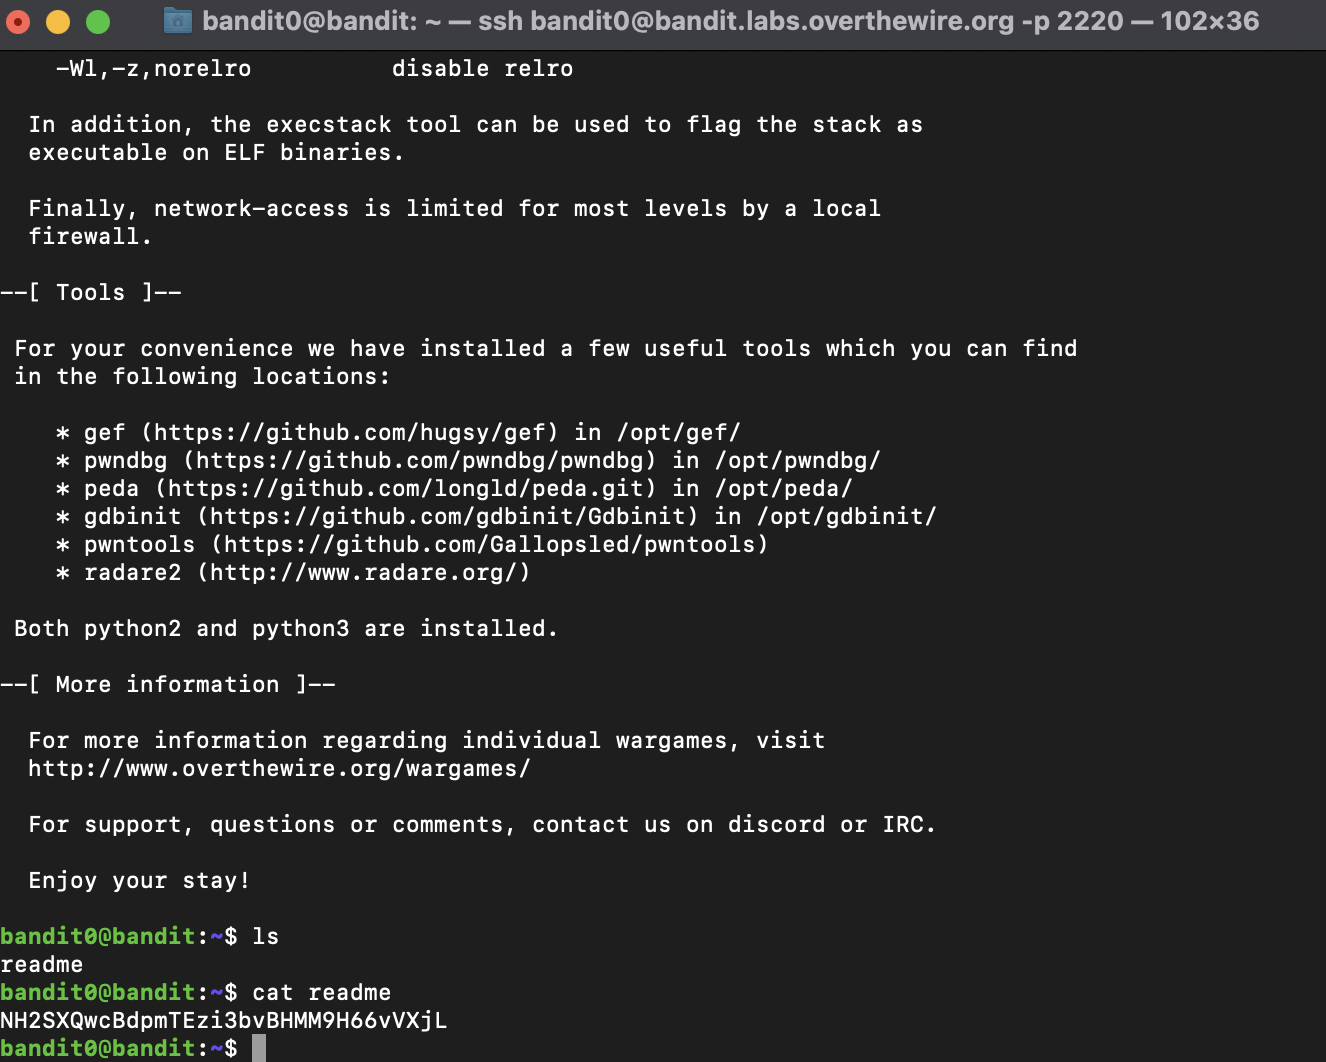 bandit0@bandit: ~ — ssh bandit0@bandit.labs.overthewire.org -p 2220 — 102×36
-Wl,-z,norelro          disable relro
In addition, the execstack tool can be used to flag the stack as
executable on ELF binaries.
Finally, network-access is limited for most levels by a local
firewall.
--[ Tools ]--
For your convenience we have installed a few useful tools which you can find
in the following locations:
* gef (https://github.com/hugsy/gef) in /opt/gef/
* pwndbg (https://github.com/pwndbg/pwndbg) in /opt/pwndbg/
* peda (https://github.com/longld/peda.git) in /opt/peda/
* gdbinit (https://github.com/gdbinit/Gdbinit) in /opt/gdbinit/
* pwntools (https://github.com/Gallopsled/pwntools)
* radare2 (http://www.radare.org/)
Both python2 and python3 are installed.
--[ More information ]--
For more information regarding individual wargames, visit
http://www.overthewire.org/wargames/
For support, questions or comments, contact us on discord or IRC.
Enjoy your stay!
bandit0@bandit:~$ ls
readme
bandit0@bandit:~$ cat readme
NH2SXQwcBdpmTEzi3bvBHMM9H66vVXjL
bandit0@bandit:~$